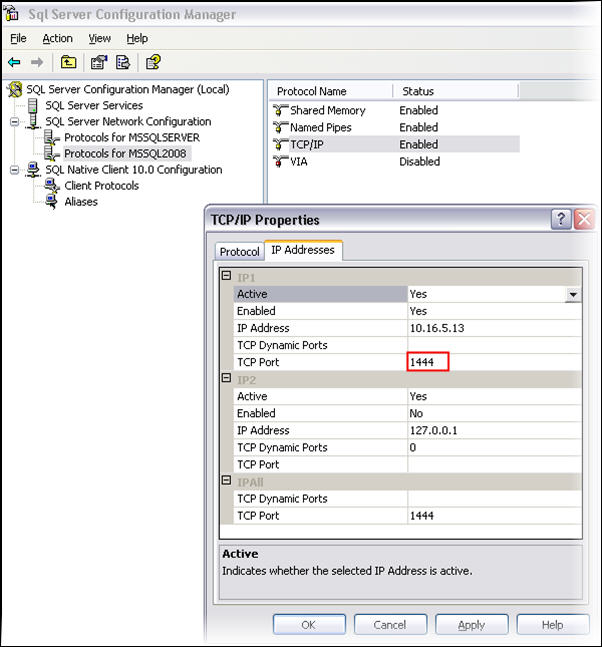 Sql Server Configuration Manager
File Action View Help
SQL Server Configuration Manager (Local)
SQL Server Services
SQL Server Network Configuration
Protocols for MSSQLSERVER
Protocols for MSSQL2008
SQL Native Client 10.0 Configuration
Client Protocols
Aliases
Protocol Name Status
Shared Memory Enabled
Named Pipes Enabled
TCP/IP Enabled
VIA Disabled
TCP/IP Properties
Protocol IP Addresses
IP1
Active Yes
Enabled Yes
IP Address 10.16.5.13
TCP Dynamic Ports
TCP Port 1444
IP2
Active Yes
Enabled No
IP Address 127.0.0.1
TCP Dynamic Ports 0
TCP Port
IPAll
TCP Dynamic Ports
TCP Port 1444
Active
Indicates whether the selected IP Address is active.
OK Cancel Apply Help